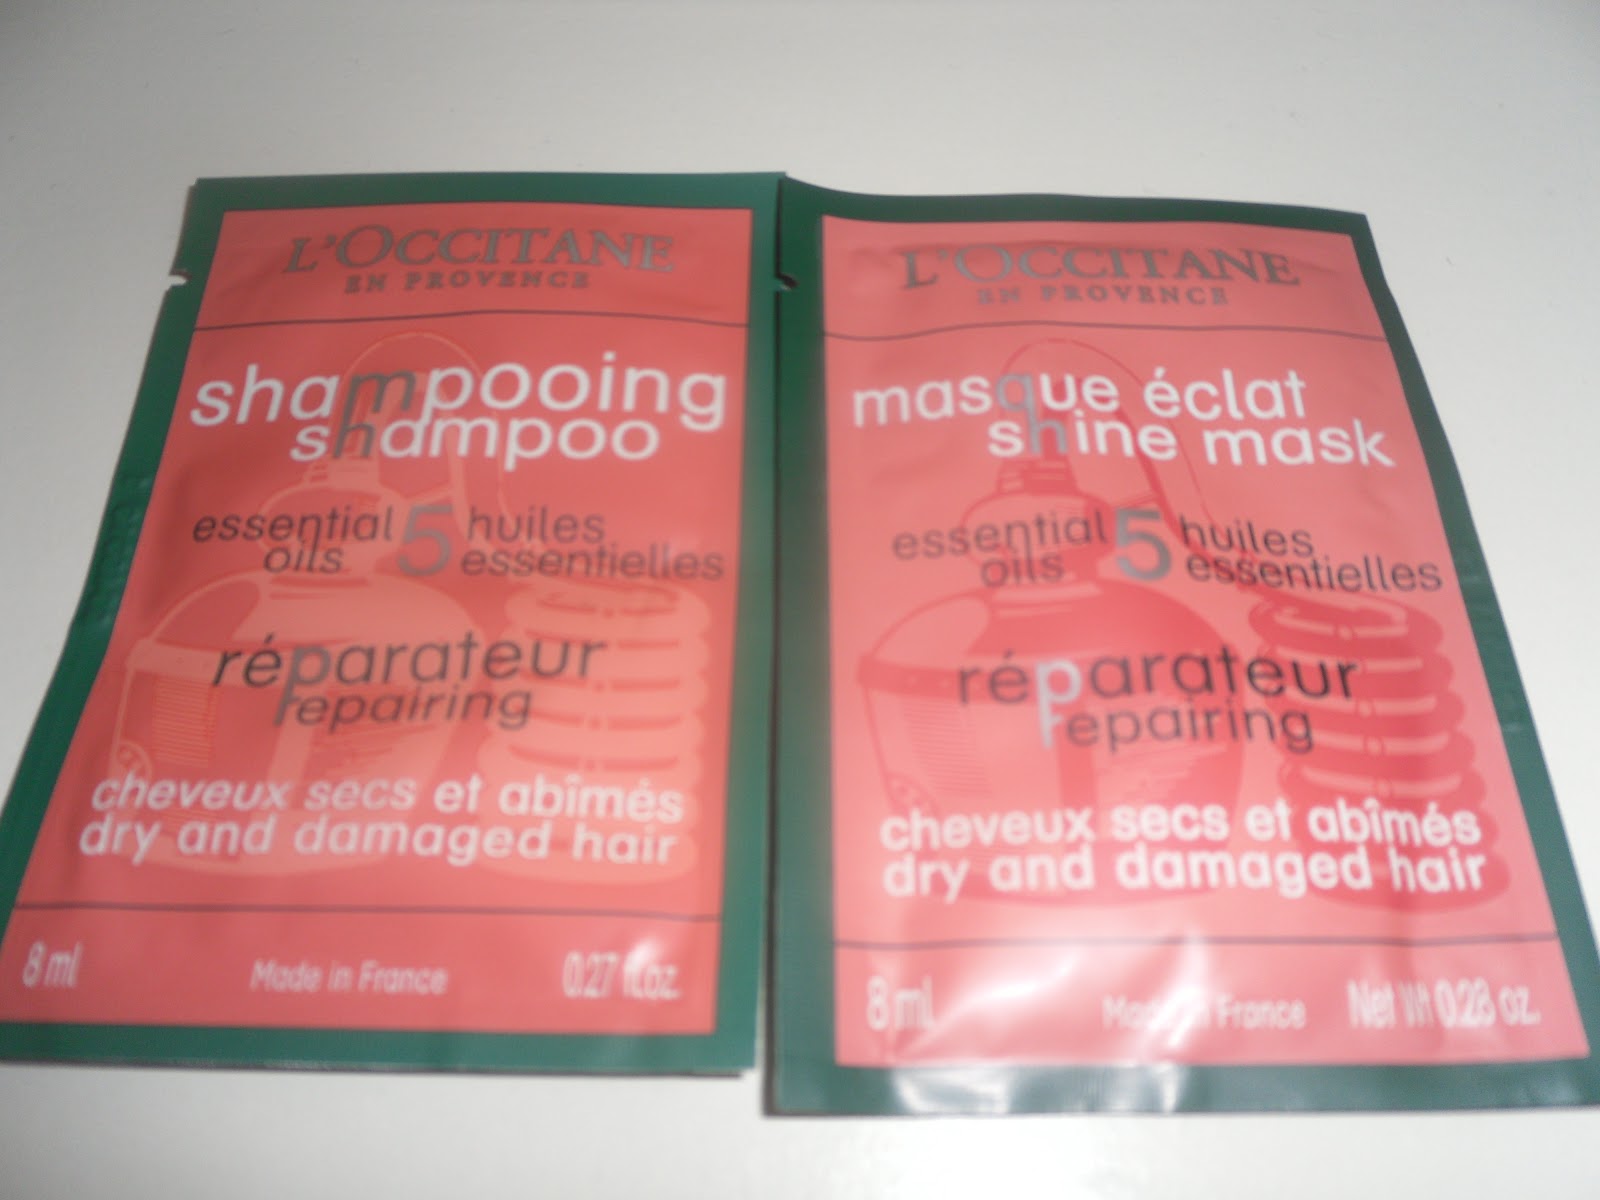 L'OCCITANE
EN PROVENCE
shampooing
shampoo
essential oils 5 huiles essentielles
réparateur
repairing
cheveux secs et abîmés
dry and damaged hair
8 ml Made in France 0.27 fl.oz.
L'OCCITANE
EN PROVENCE
masque éclat
shine mask
essential oils 5 huiles essentielles
réparateur
repairing
cheveux secs et abîmés
dry and damaged hair
8 ml Made in France Net Wt 0.28 oz.